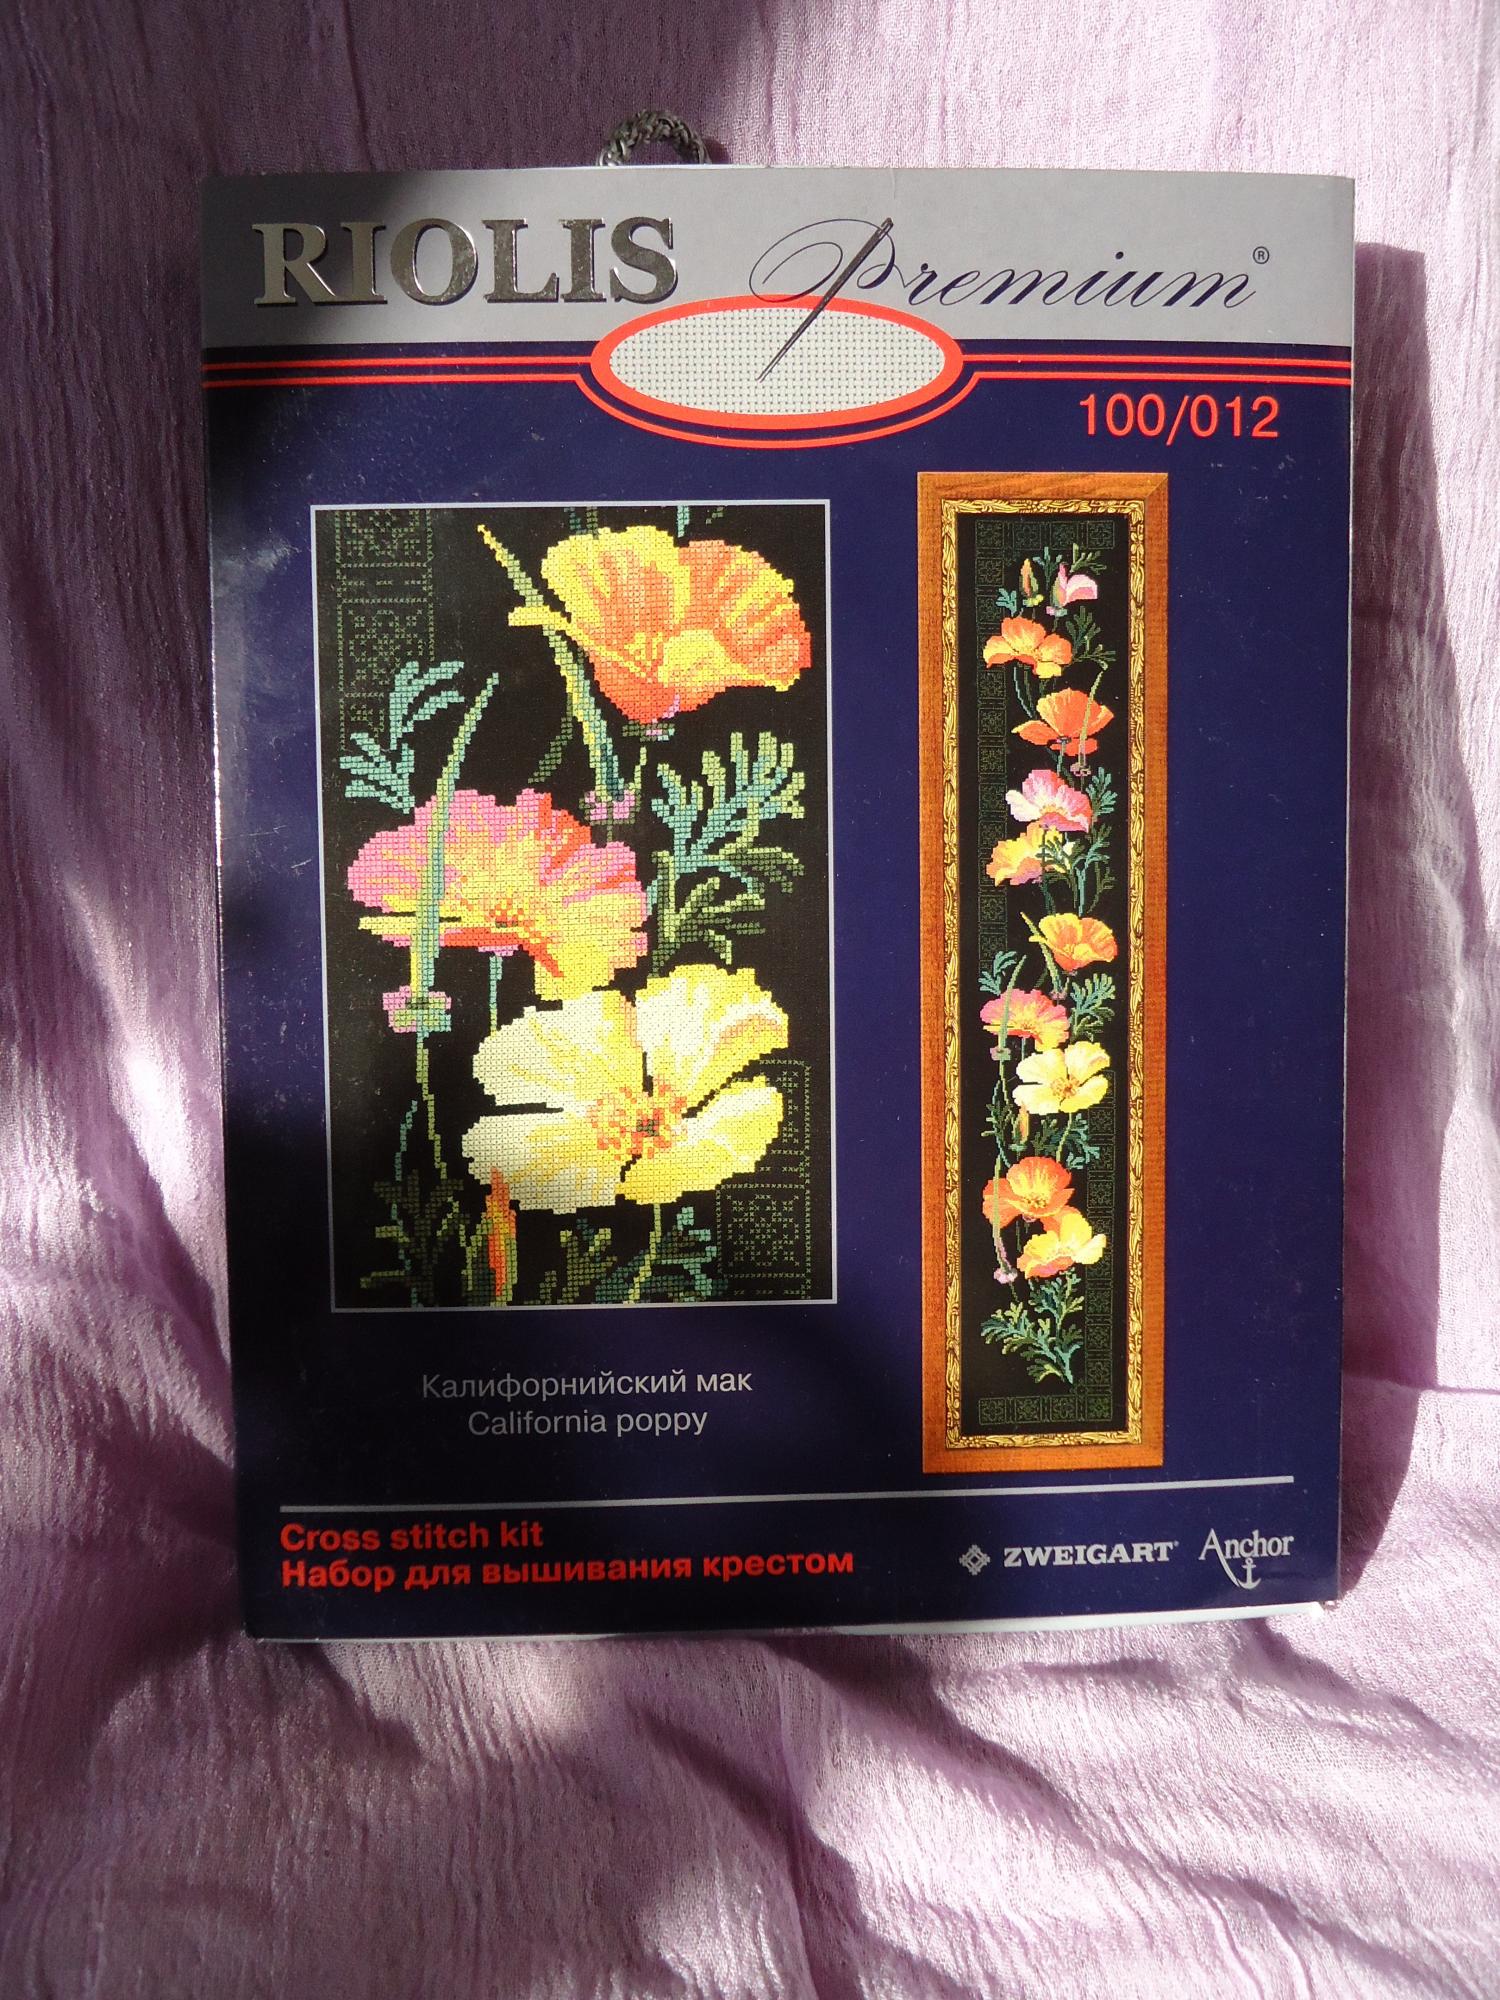 RIOLIS Premium®
100/012
Калифорнийский мак
California poppy
Cross stitch kit
Набор для вышивания крестом
ZWEIGART® Anchor